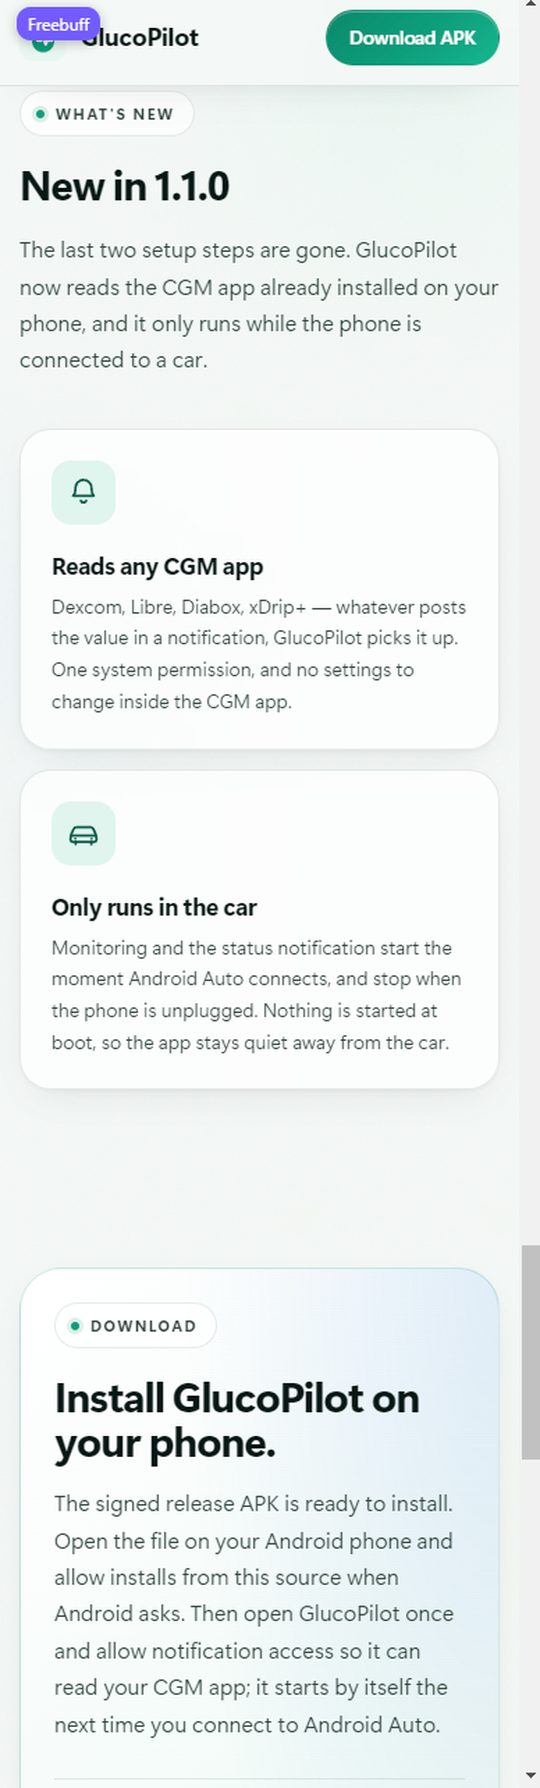 Freebuff
GlucoPilot
Download APK
WHAT'S NEW
New in 1.1.0
The last two setup steps are gone. GlucoPilot
now reads the CGM app already installed on your
phone, and it only runs while the phone is
connected to a car.
Reads any CGM app
Dexcom, Libre, Diabox, xDrip+ — whatever posts
the value in a notification, GlucoPilot picks it up.
One system permission, and no settings to
change inside the CGM app.
Only runs in the car
Monitoring and the status notification start the
moment Android Auto connects, and stop when
the phone is unplugged. Nothing is started at
boot, so the app stays quiet away from the car.
DOWNLOAD
Install GlucoPilot on
your phone.
The signed release APK is ready to install.
Open the file on your Android phone and
allow installs from this source when
Android asks. Then open GlucoPilot once
and allow notification access so it can
read your CGM app; it starts by itself the
next time you connect to Android Auto.